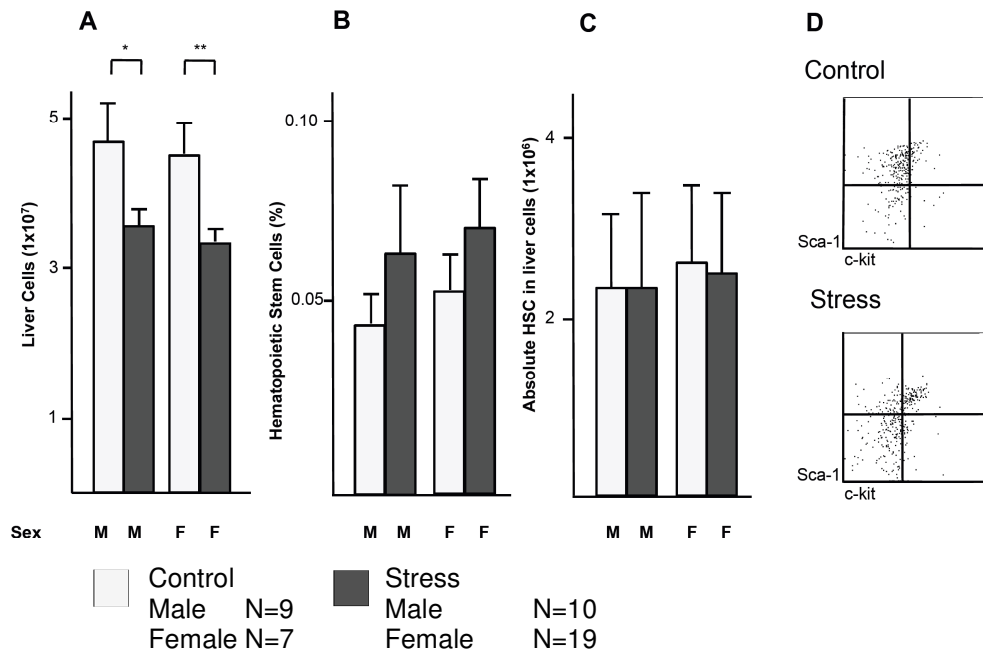 A
B
C
D
*
**
Liver Cells (1x10⁷)
5
3
1
Hematopoietic Stem Cells (%)
0.10
0.05
Absolute HSC in liver cells (1x10⁶)
4
2
Control
Sca-1
c-kit
Stress
Sca-1
c-kit
Sex M M F F
M M F F
M M F F
Control
Male N=9
Female N=7
Stress
Male N=10
Female N=19